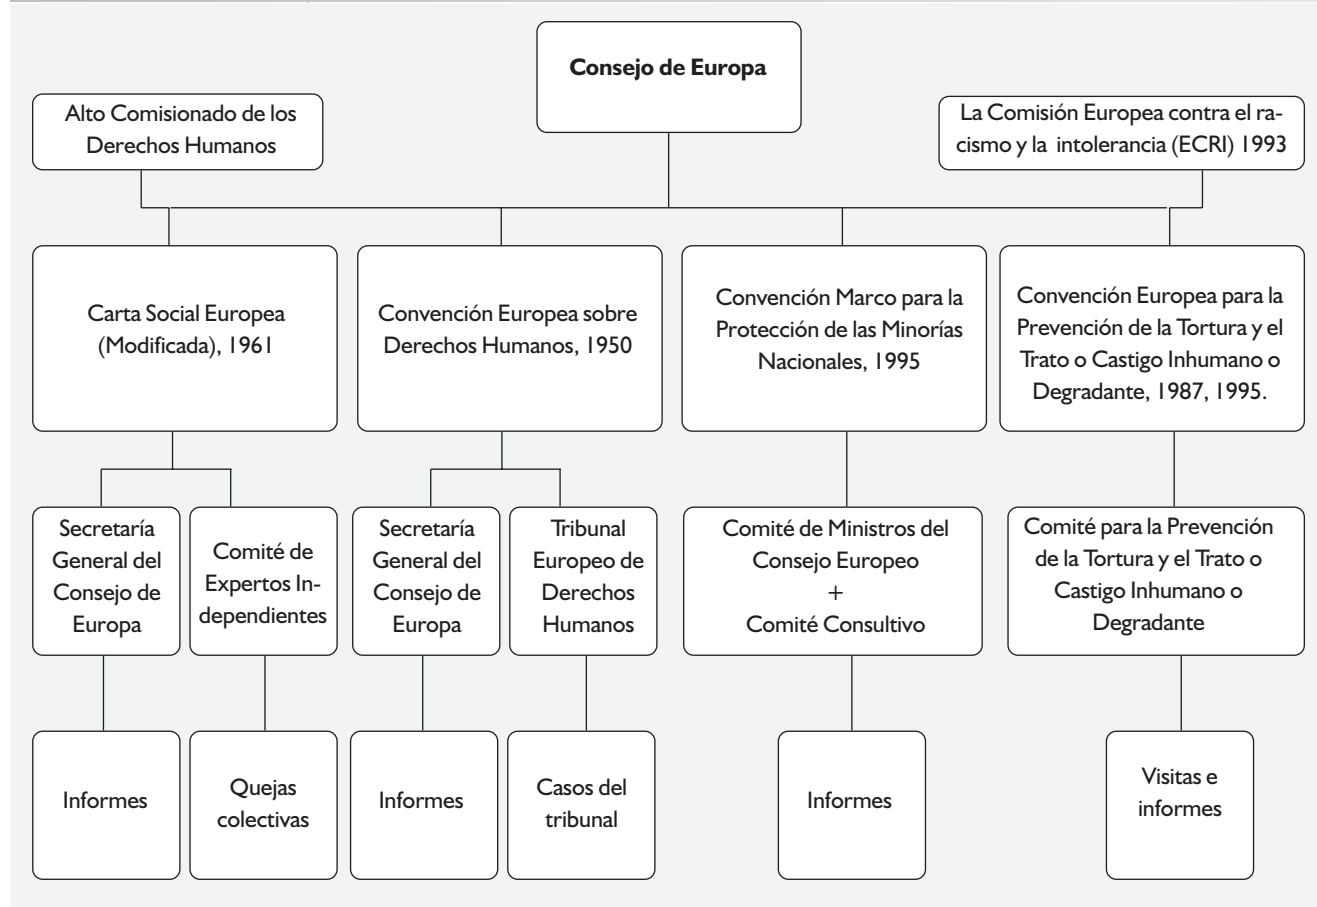 Consejo de Europa
Alto Comisionado de los
Derechos Humanos
La Comisión Europea contra el ra-
cismo y la intolerancia (ECRI) 1993
Carta Social Europea
(Modificada), 1961
Convención Europea sobre
Derechos Humanos, 1950
Convención Marco para la
Protección de las Minorías
Nacionales, 1995
Convención Europea para la
Prevención de la Tortura y el
Trato o Castigo Inhumano o
Degradante, 1987, 1995.
Secretaría
General del
Consejo de
Europa
Comité de
Expertos In-
dependientes
Secretaría
General del
Consejo de
Europa
Tribunal
Europeo de
Derechos
Humanos
Comité de Ministros del
Consejo Europeo
+
Comité Consultivo
Comité para la Prevención
de la Tortura y el Trato o
Castigo Inhumano o
Degradante
Informes
Quejas
colectivas
Informes
Casos del
tribunal
Informes
Visitas e
informes